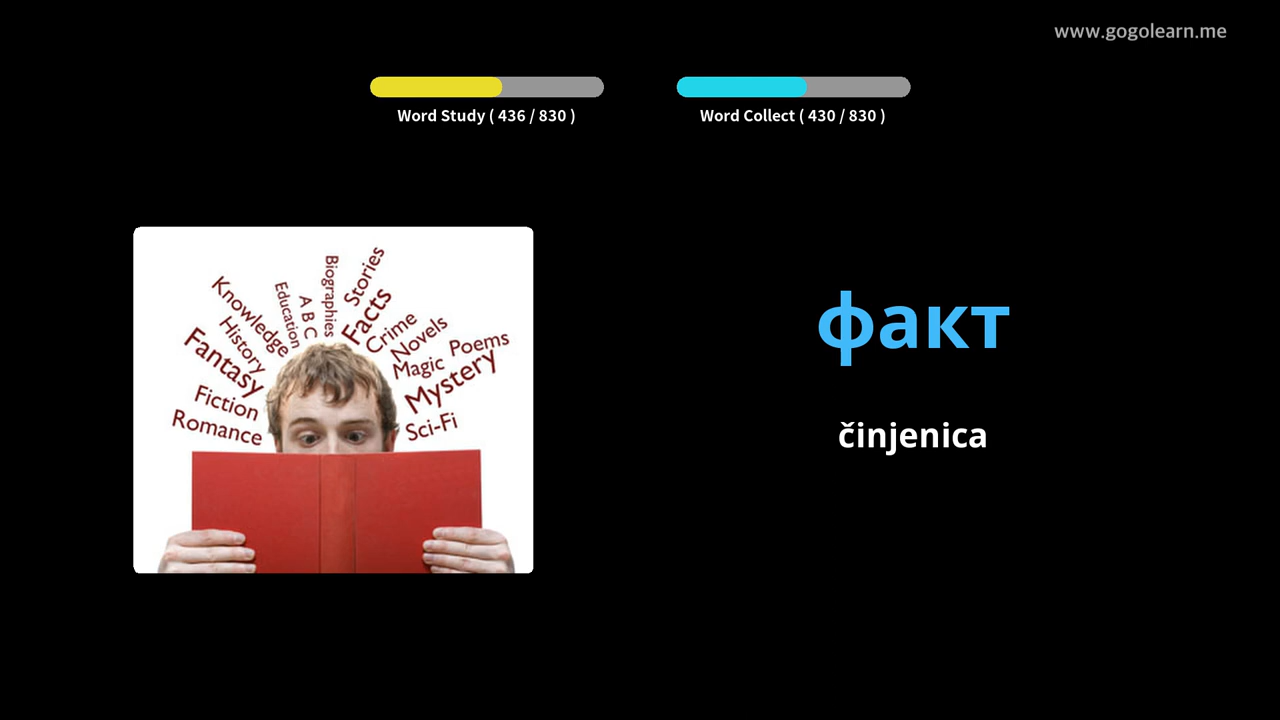 www.gogolearn.me
Word Study ( 436 / 830 )
Word Collect ( 430 / 830 )
Knowledge
Education
A B C
Biographies
Stories
Facts
Crime
Novels
Poems
History
Fantasy
Magic
Mystery
Fiction
Romance
Sci-Fi
факт
činjenica